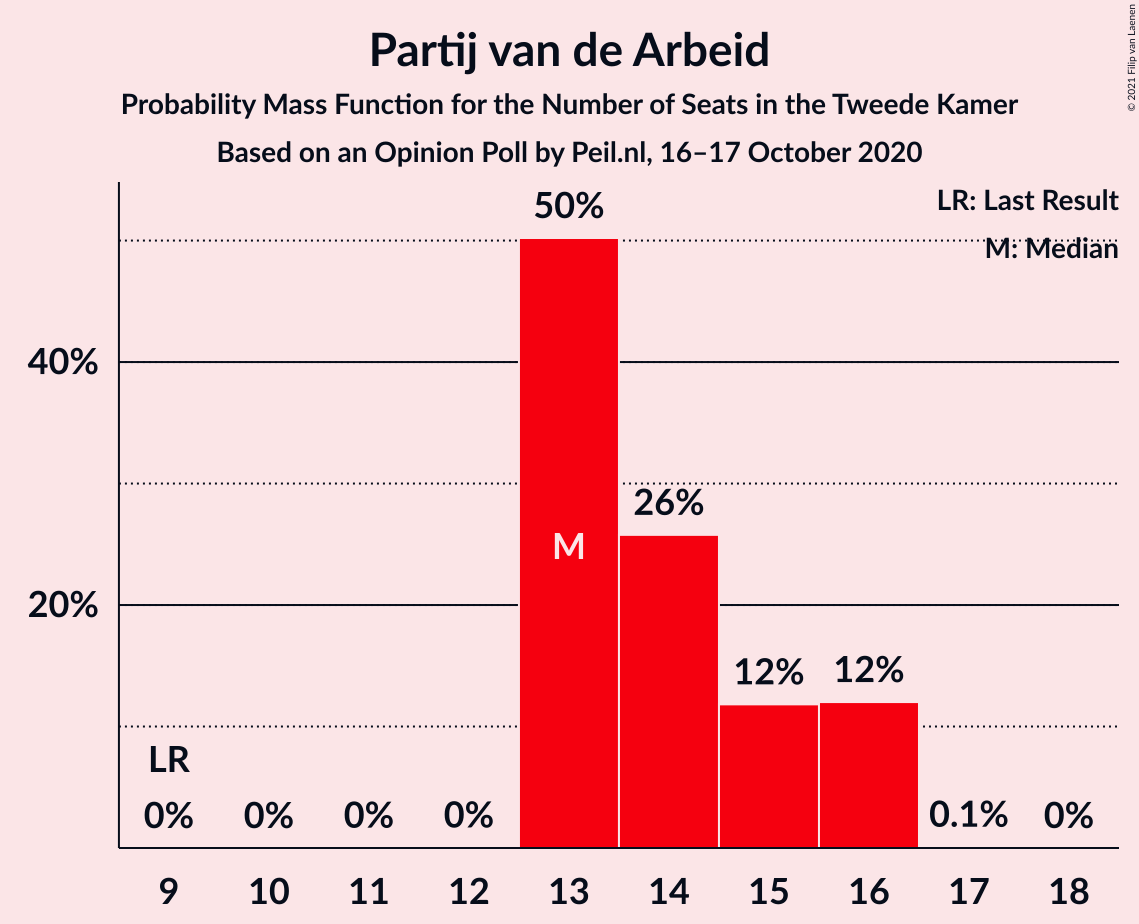 Partij van de Arbeid
Probability Mass Function for the Number of Seats in the Tweede Kamer
Based on an Opinion Poll by Peil.nl, 16–17 October 2020
© 2021 Filip van Laenen
LR: Last Result
M: Median
50%
40%
26%
M
20%
12%
12%
LR
0%
0%
0%
0%
0.1%
0%
9
10
11
12
13
14
15
16
17
18